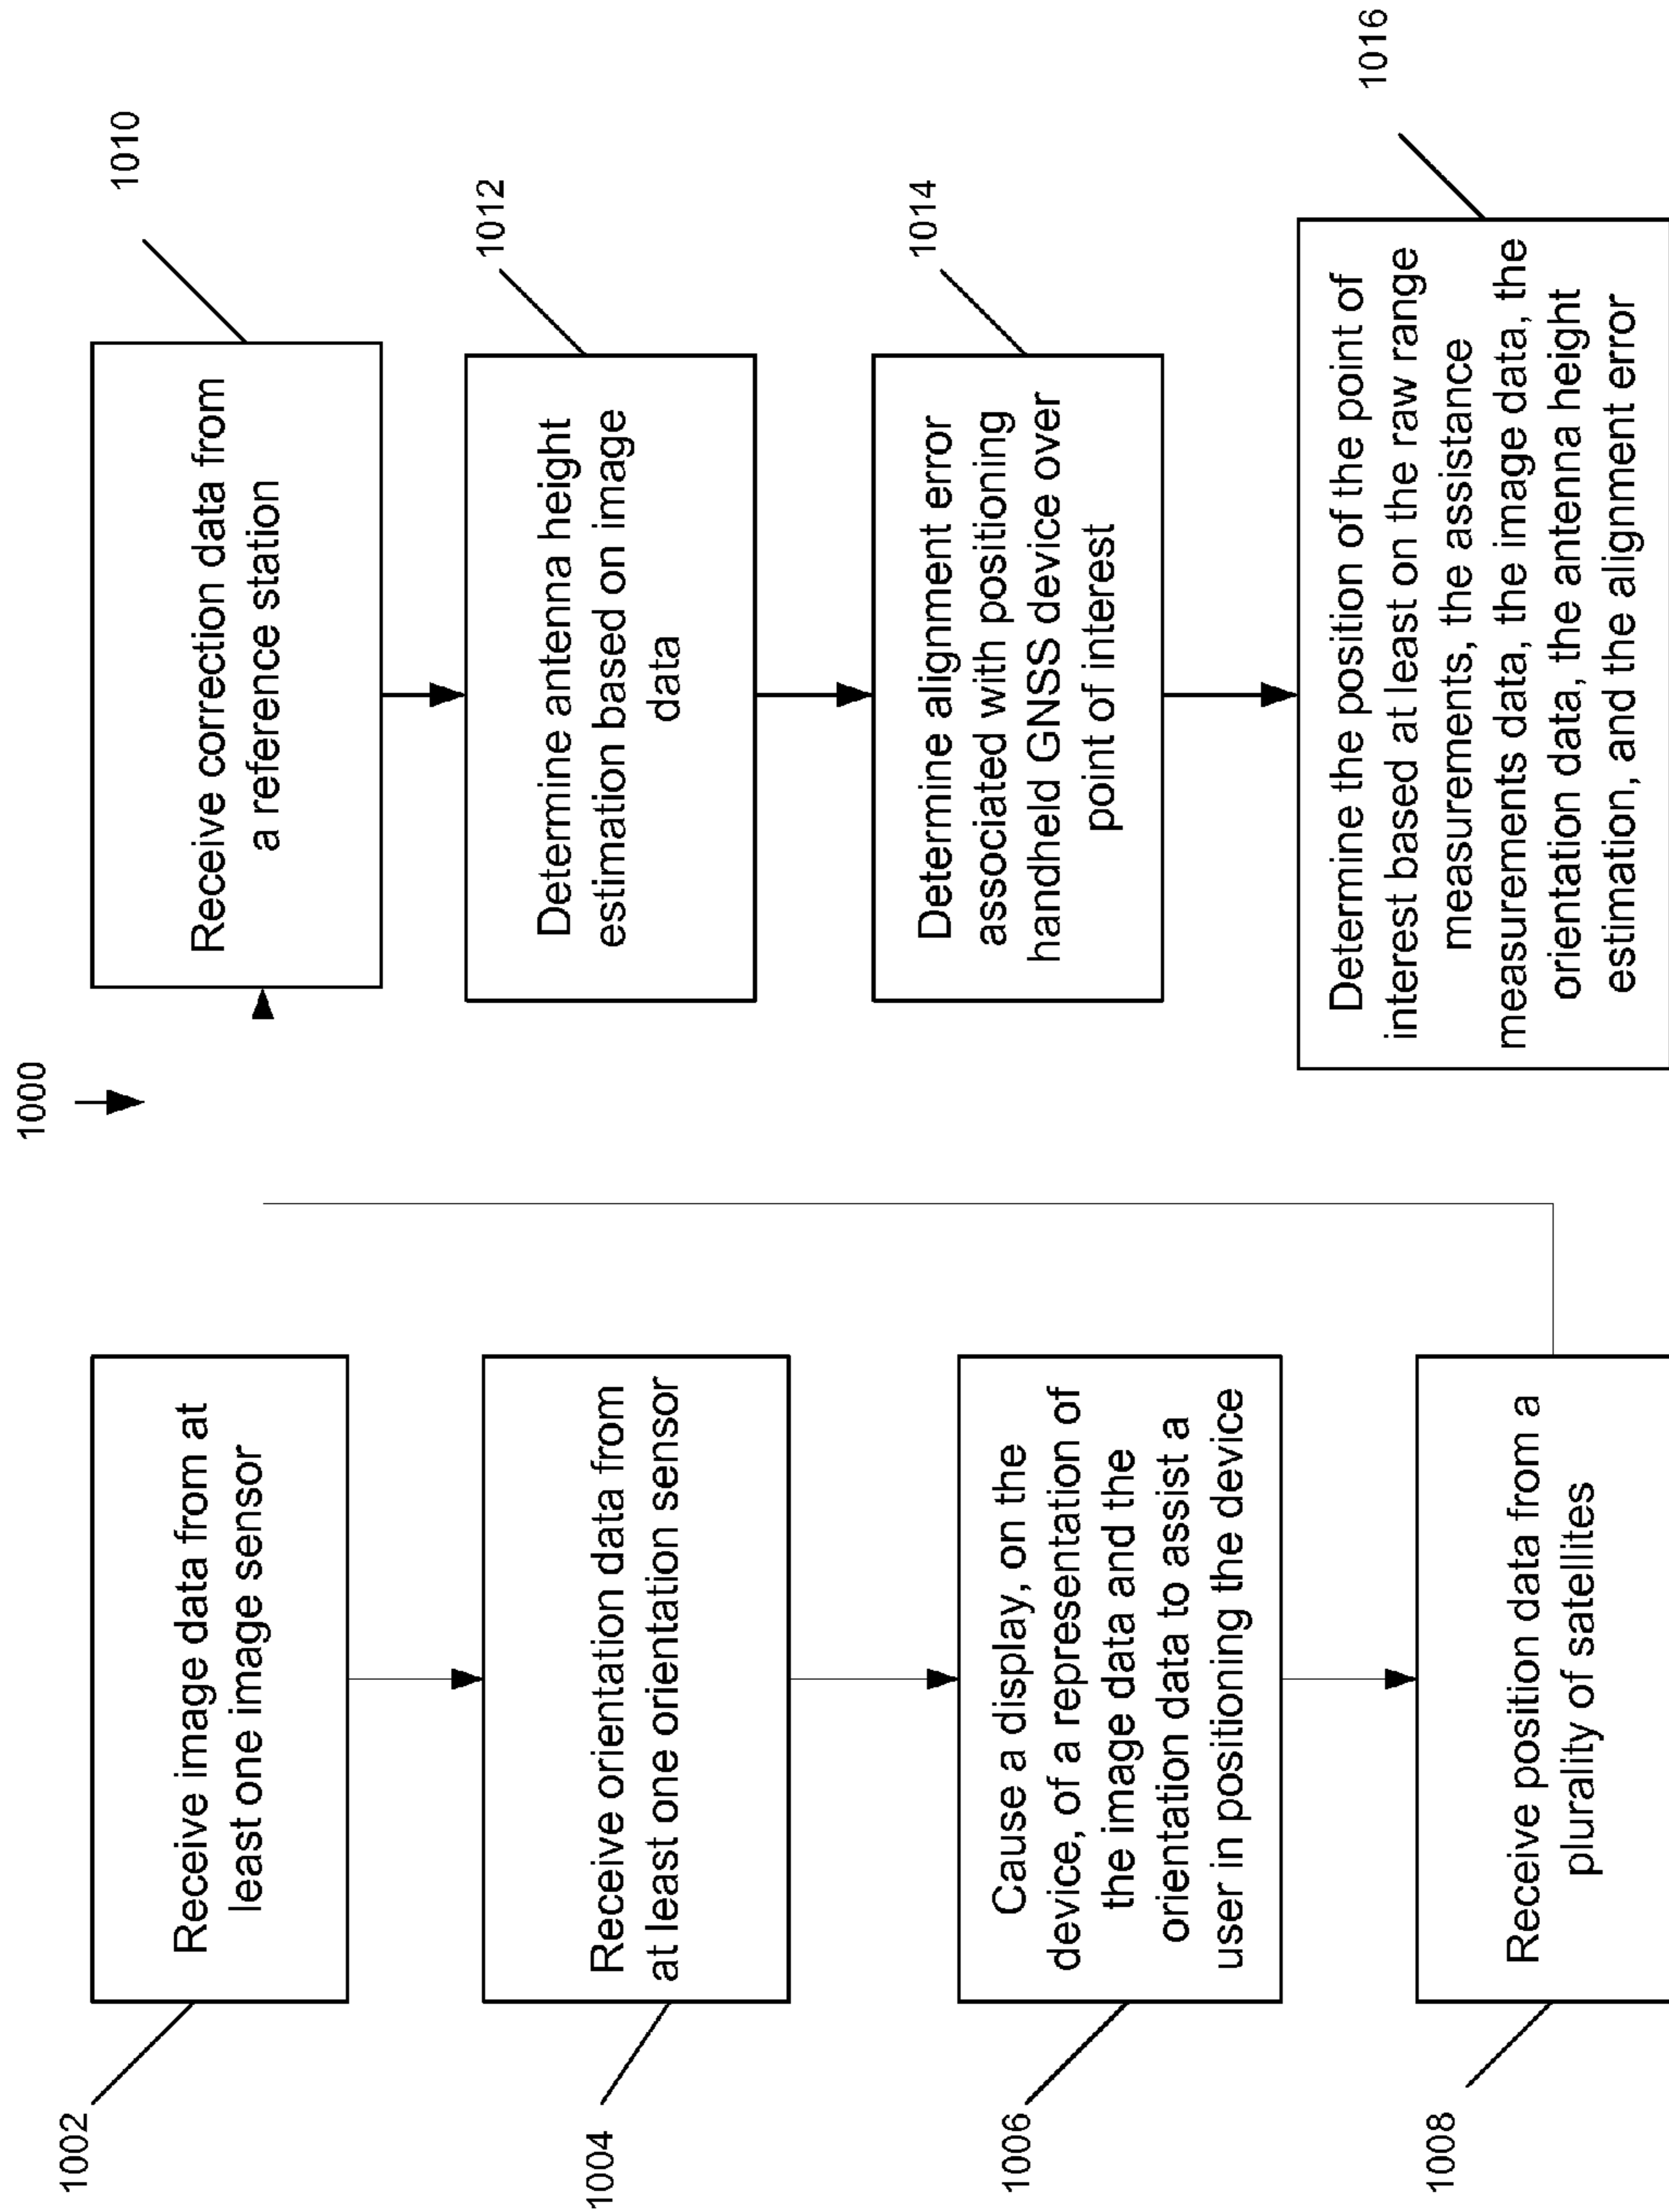 1000
1002
Receive image data from at
least one image sensor
1004
Receive orientation data from
at least one orientation sensor
1006
Cause a display, on the
device, of a representation of
the image data and the
orientation data to assist a
user in positioning the device
1008
Receive position data from a
plurality of satellites
1010
Receive correction data from
a reference station
1012
Determine antenna height
estimation based on image
data
1014
Determine alignment error
associated with positioning
handheld GNSS device over
point of interest
1016
Determine the position of the point of
interest based at least on the raw range
measurements, the assistance
measurements data, the image data, the
orientation data, the antenna height
estimation, and the alignment error